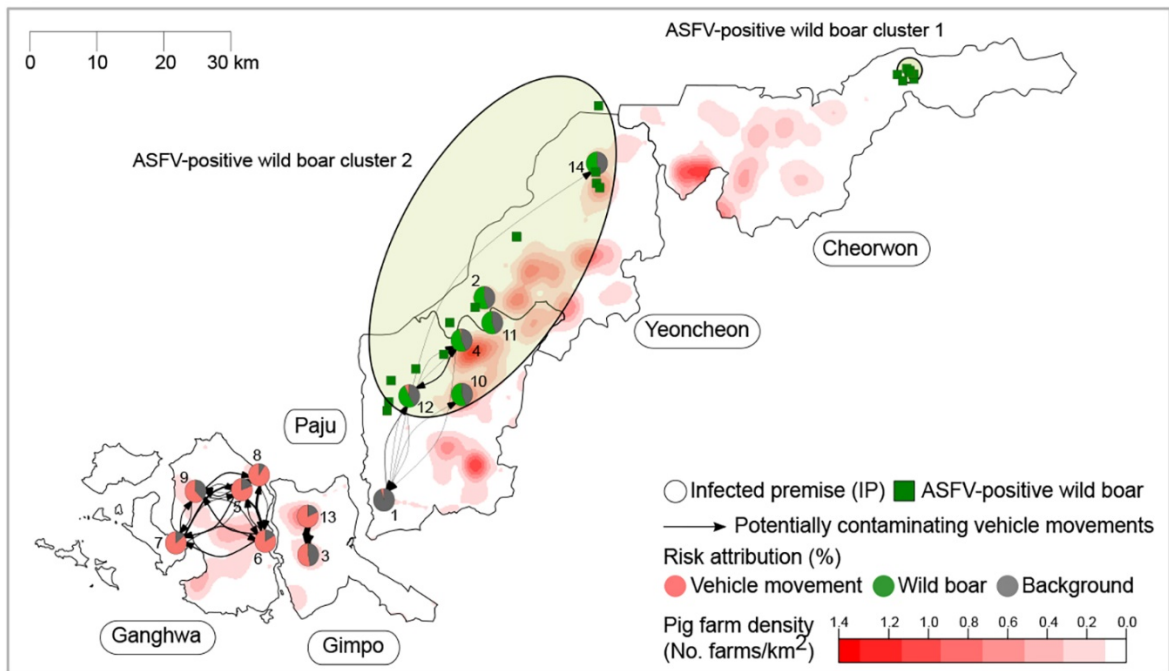 ASFV-positive wild boar cluster 1
0 10 20 30 km
ASFV-positive wild boar cluster 2
14
Cheorwon
2
11
Yeoncheon
4
10
12
Paju
8
9
5
1
13
7
6
3
Ganghwa
Gimpo
Infected premise (IP) ASFV-positive wild boar
Potentially contaminating vehicle movements
Risk attribution (%)
Vehicle movement Wild boar Background
Pig farm density
(No. farms/km2)
1.4 1.2 1.0 0.8 0.6 0.4 0.2 0.0